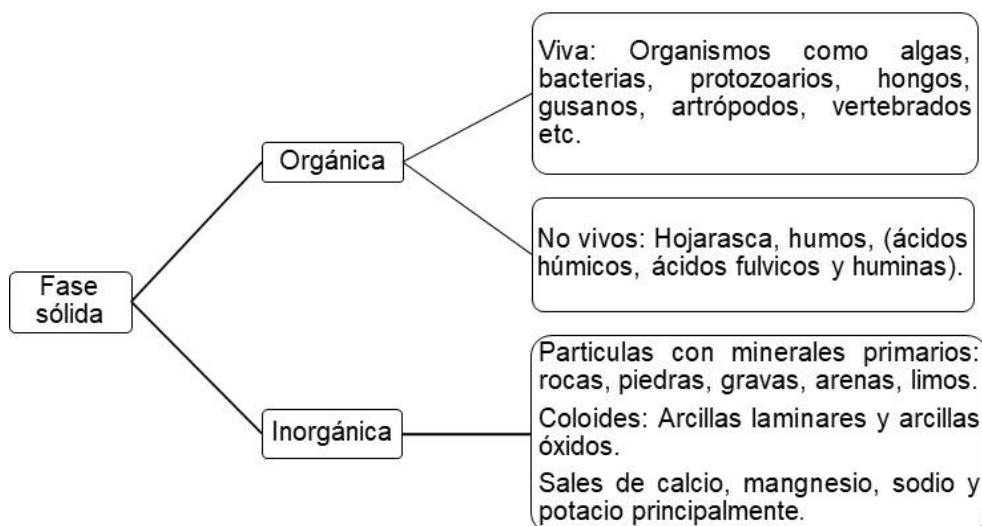 Fase
sólida
Orgánica
Viva: Organismos como algas,
bacterias, protozoarios, hongos,
gusanos, artrópodos, vertebrados
etc.
No vivos: Hojarasca, humos, (ácidos
húmicos, ácidos fulvicos y huminas).
Inorgánica
Particulas con minerales primarios:
rocas, piedras, gravas, arenas, limos.
Coloides: Arcillas laminares y arcillas
óxidos.
Sales de calcio, mangnesio, sodio y
potacio principalmente.